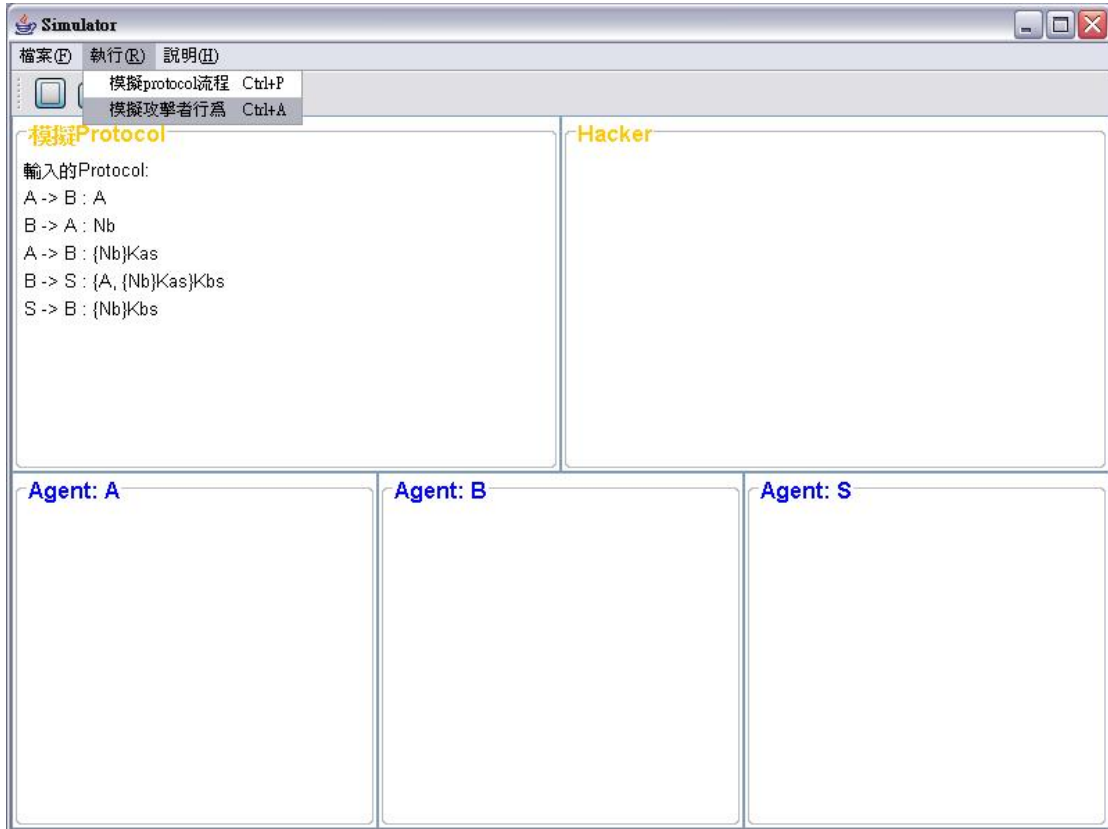 Simulator
檔案(F) 執行(R) 說明(H)
模擬protocol流程 Ctrl+P
模擬攻擊者行為 Ctrl+A
模擬Protocol
輸入的Protocol:
A -> B : A
B -> A : Nb
A -> B : {Nb}Kas
B -> S : {A, {Nb}Kas}Kbs
S -> B : {Nb}Kbs
Hacker
Agent: A
Agent: B
Agent: S